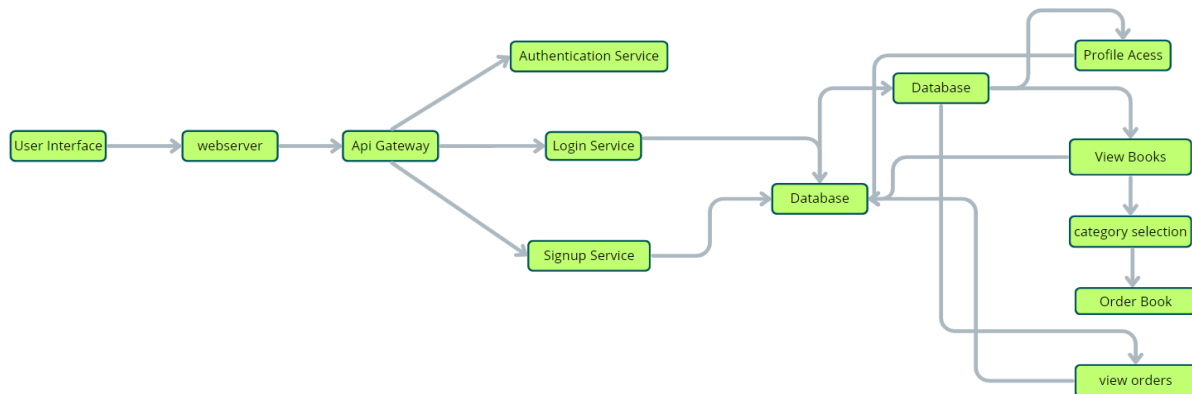 User Interface
webserver
Api Gateway
Authentication Service
Login Service
Signup Service
Database
Database
Profile Acess
View Books
category selection
Order Book
view orders